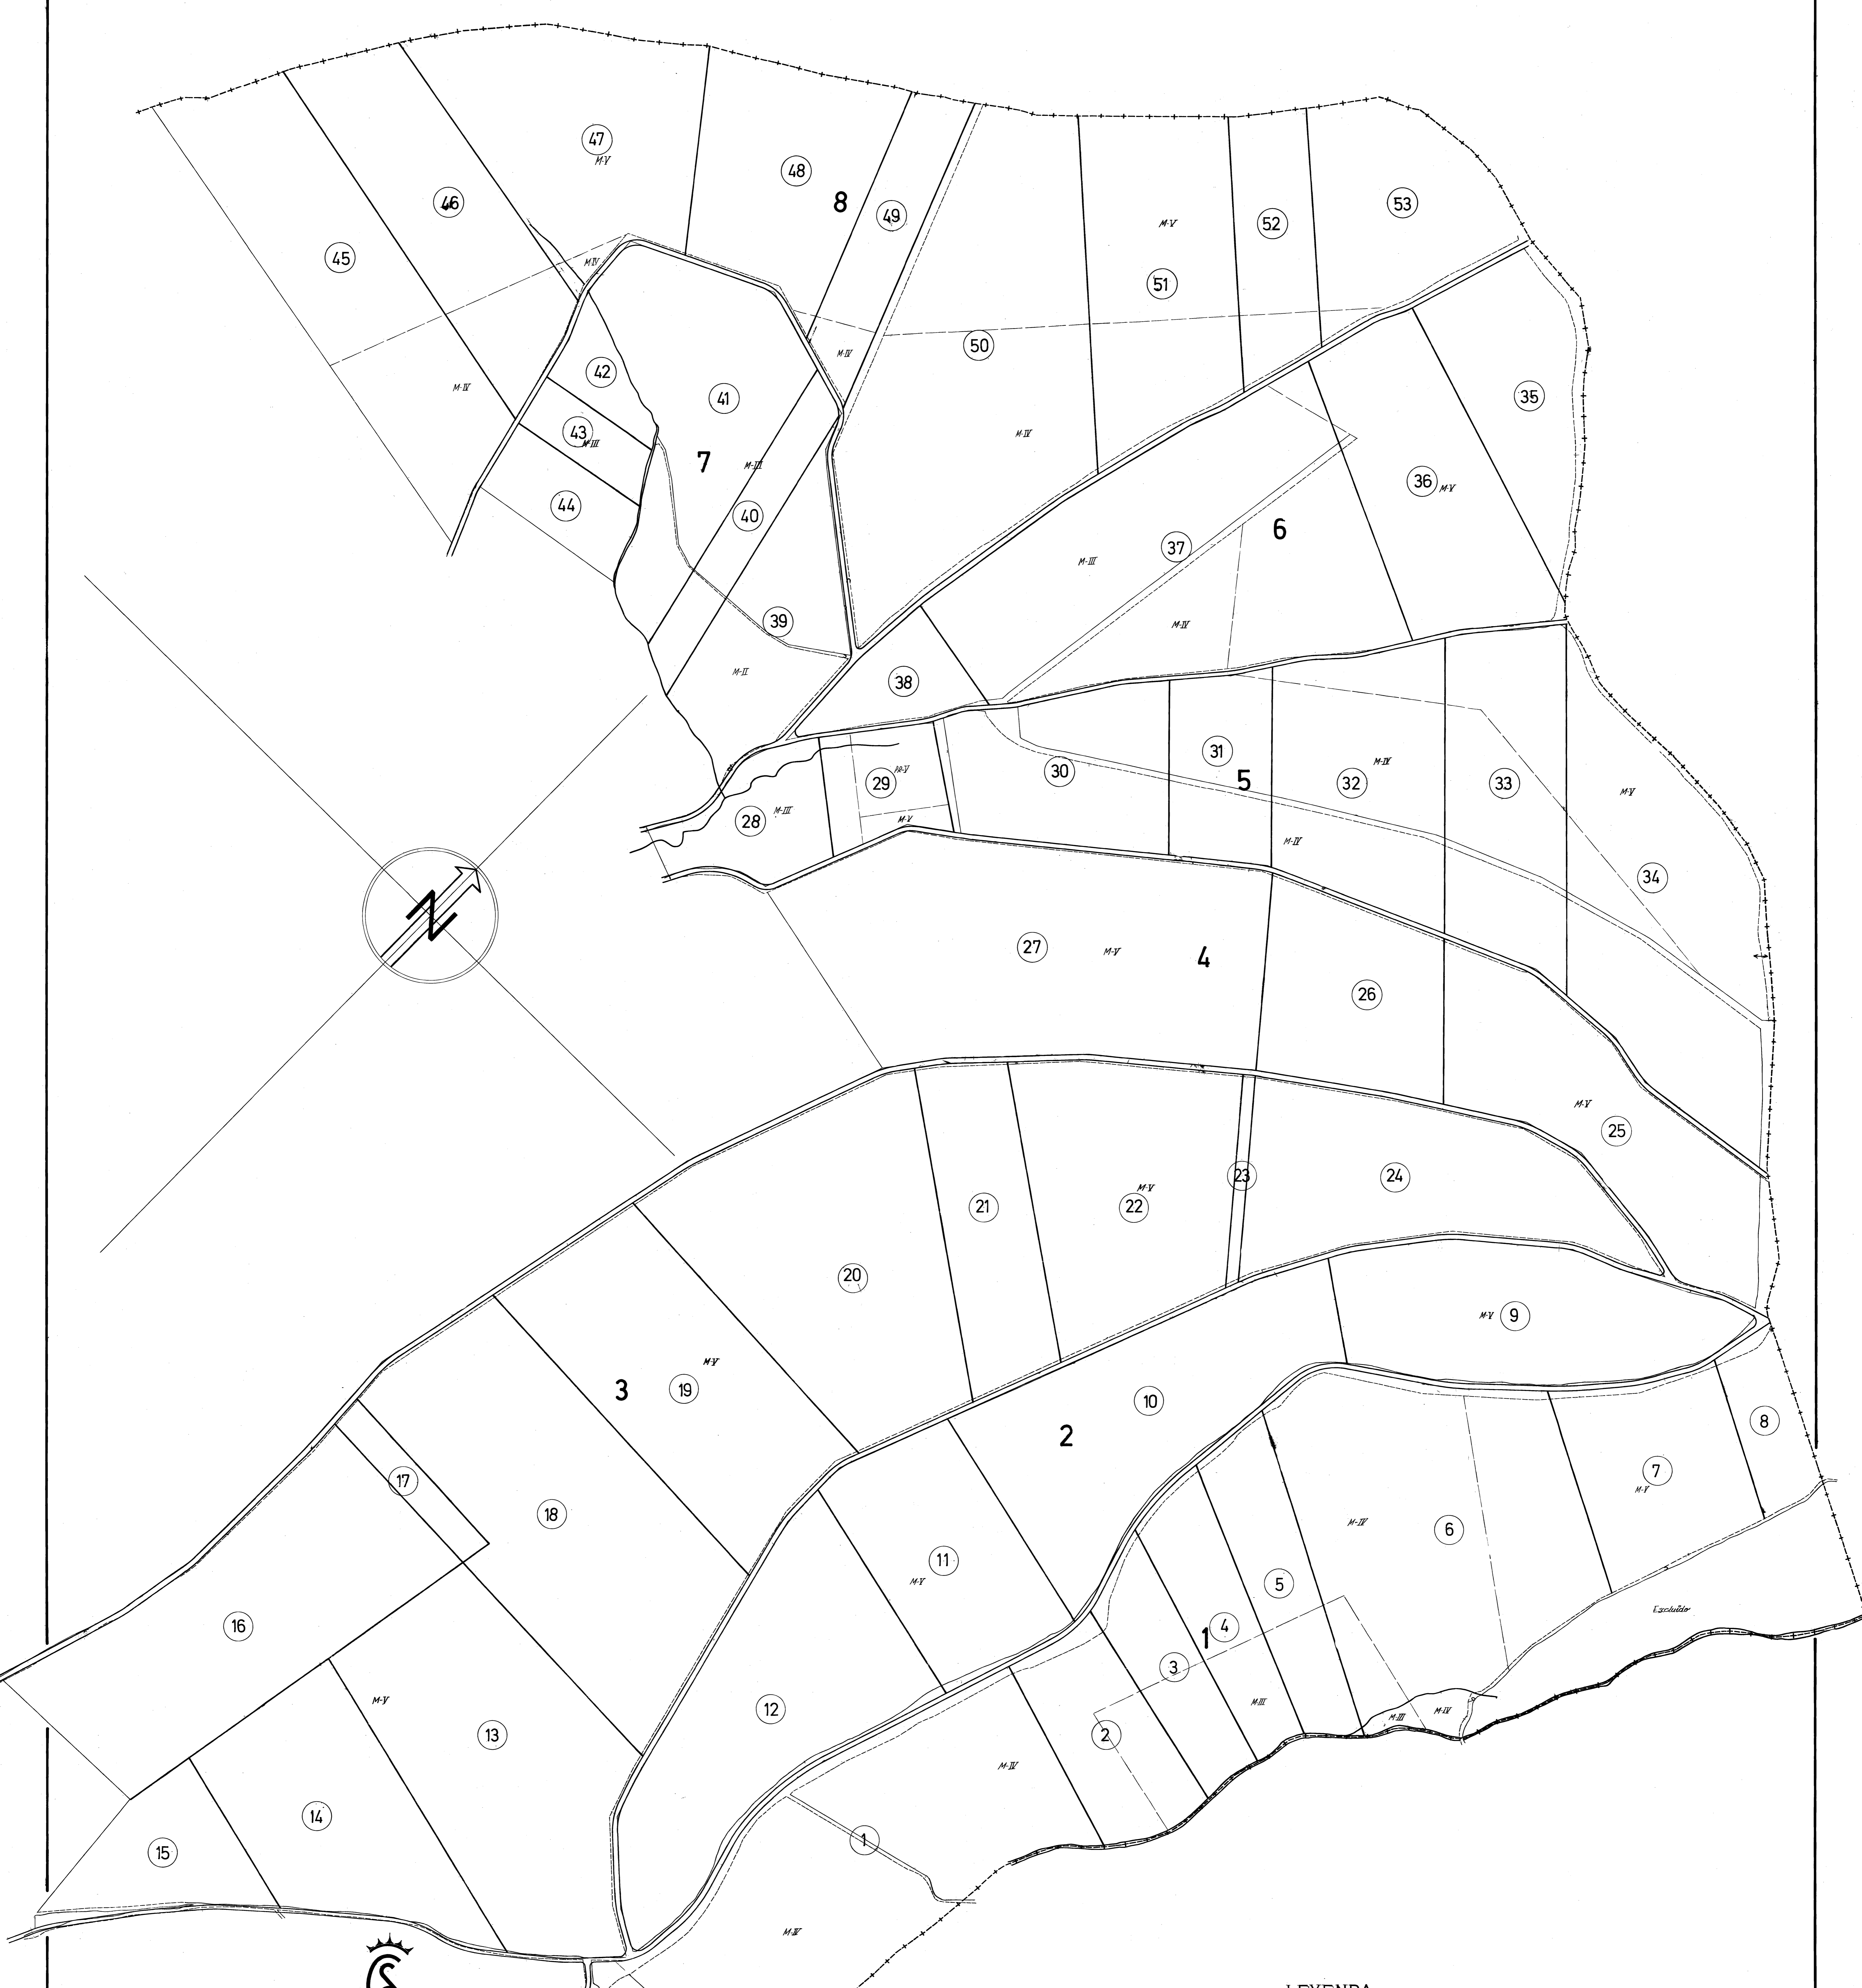 47
M-V
48
8
46
49
53
52
M-V
45
M-IV
51
50
M-IV
42
M-IV
41
35
43
M-III
M-IV
7
M-III
36
M-V
44
40
6
37
M-III
39
M-IV
M-II
38
31
30
5
M-IV
32
33
29
PR-V
M-V
28
M-III
M-V
M-IV
34
27
M-V
4
26
N
M-V
25
23
24
M-V
22
21
20
9
M-V
3
19
M-V
10
2
8
17
7
M-V
18
6
M-IV
11
M-V
5
Excluído
16
4
1
3
M-V
12
M-III
M-III
M-IV
13
2
M-IV
14
1
15
M-IV
LEYENDA